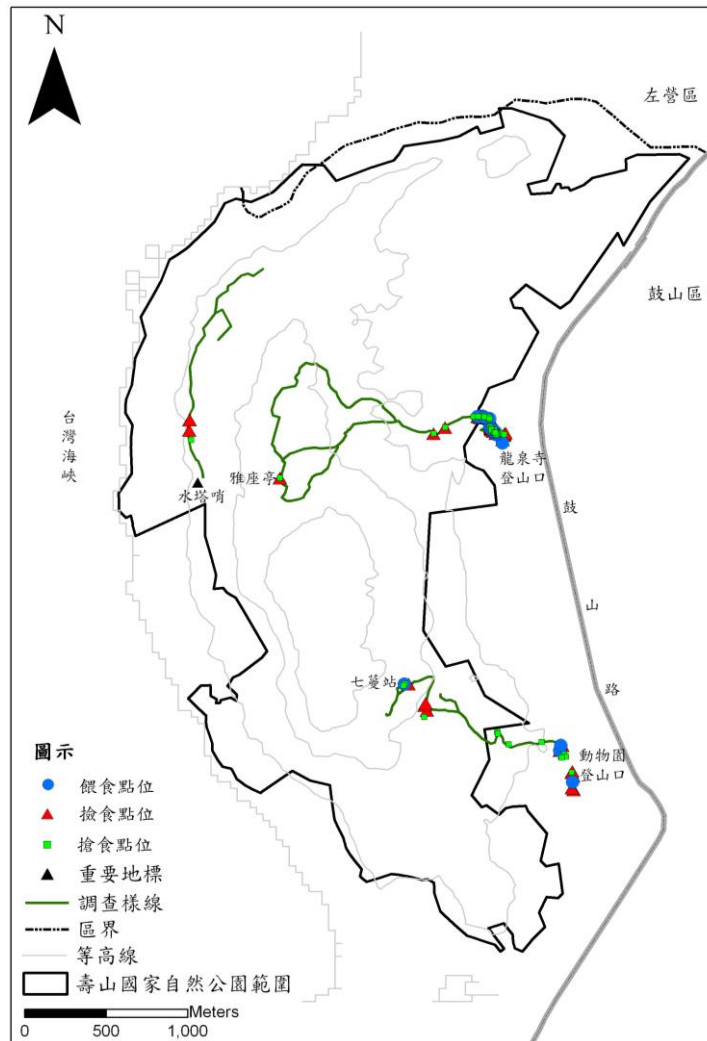 N
左營區
鼓山區
台灣海峽
龍泉寺
登山口
雅座亭
水塔哨
鼓山路
七蔓站
動物園
登山口
圖示
餵食點位
撿食點位
搶食點位
重要地標
調查樣線
區界
等高線
壽山國家自然公園範圍
Meters
0 500 1,000